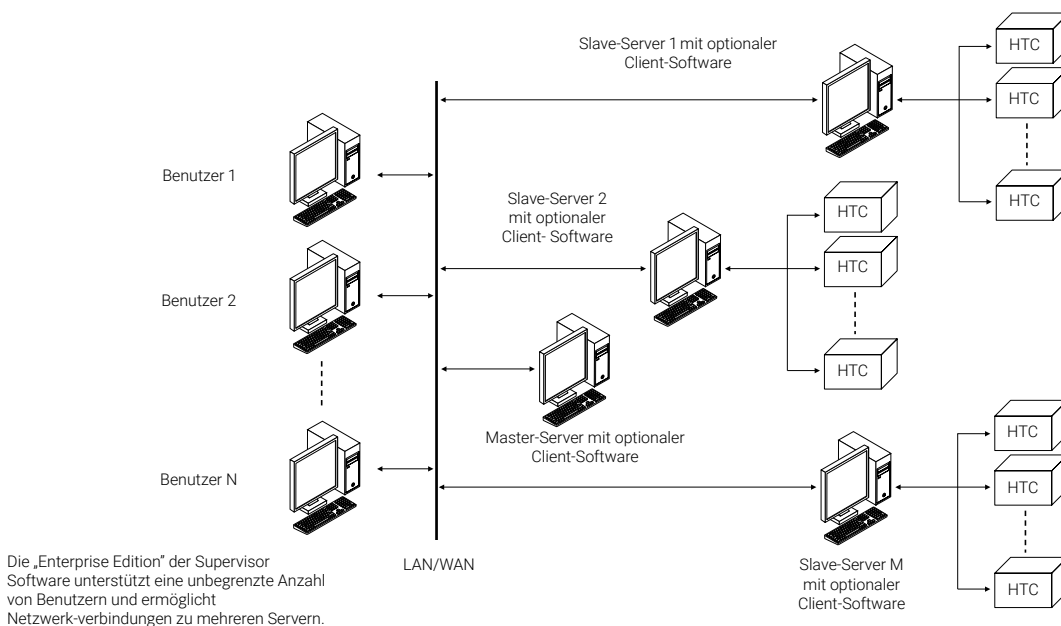 Slave-Server 1 mit optionaler
Client-Software
HTC
HTC
HTC
Benutzer 1
Slave-Server 2
mit optionaler
Client- Software
HTC
HTC
HTC
Benutzer 2
Master-Server mit optionaler
Client-Software
Benutzer N
HTC
HTC
HTC
LAN/WAN
Slave-Server M
mit optionaler
Client-Software
Die „Enterprise Edition" der Supervisor
Software unterstützt eine unbegrenzte Anzahl
von Benutzern und ermöglicht
Netzwerk-verbindungen zu mehreren Servern.